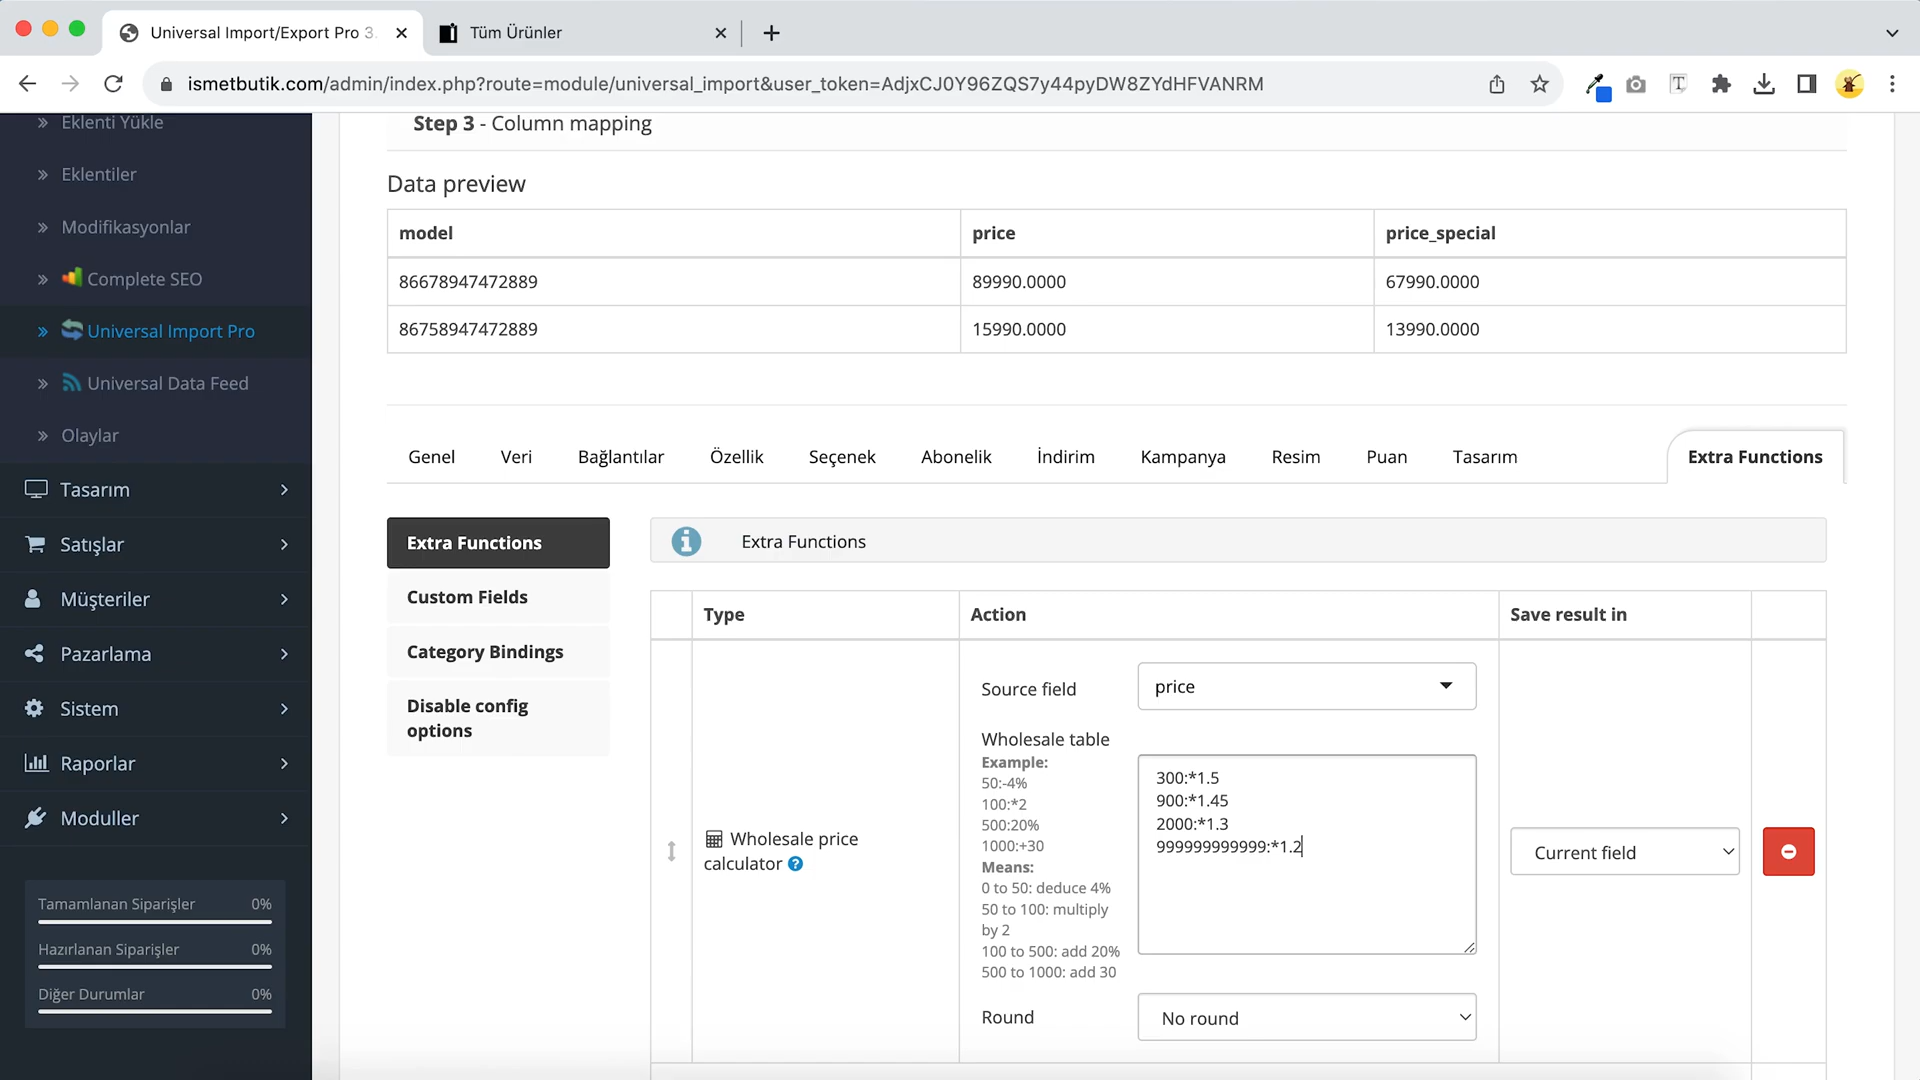 Universal Import/Export Pro 3.
Tüm Ürünler
ismetbutik.com/admin/index.php?route=module/universal_import&user_token=AdjxCJ0Y96ZQS7y44pyDW8ZYdHFVANRM
Eklenti Yükle
Eklentiler
Modifikasyonlar
Complete SEO
Universal Import Pro
Universal Data Feed
Olaylar
Tasarım
Satışlar
Müşteriler
Pazarlama
Sistem
Raporlar
Moduller
Tamamlanan Siparişler 0%
Hazırlanan Siparişler 0%
Diğer Durumlar 0%
Step 3 - Column mapping
Data preview
model price price_special
86678947472889 89990.0000 67990.0000
86758947472889 15990.0000 13990.0000
Genel Veri Bağlantılar Özellik Seçenek Abonelik İndirim Kampanya Resim Puan Tasarım Extra Functions
Extra Functions
Custom Fields
Category Bindings
Disable config
options
Extra Functions
Type Action Save result in
Wholesale price
calculator
Source field price
Wholesale table
Example:
50:-4%
100:*2
500:20%
1000:+30
Means:
0 to 50: deduce 4%
50 to 100: multiply
by 2
100 to 500: add 20%
500 to 1000: add 30
300:*1.5
900:*1.45
2000:*1.3
999999999999:*1.2
Round No round
Current field